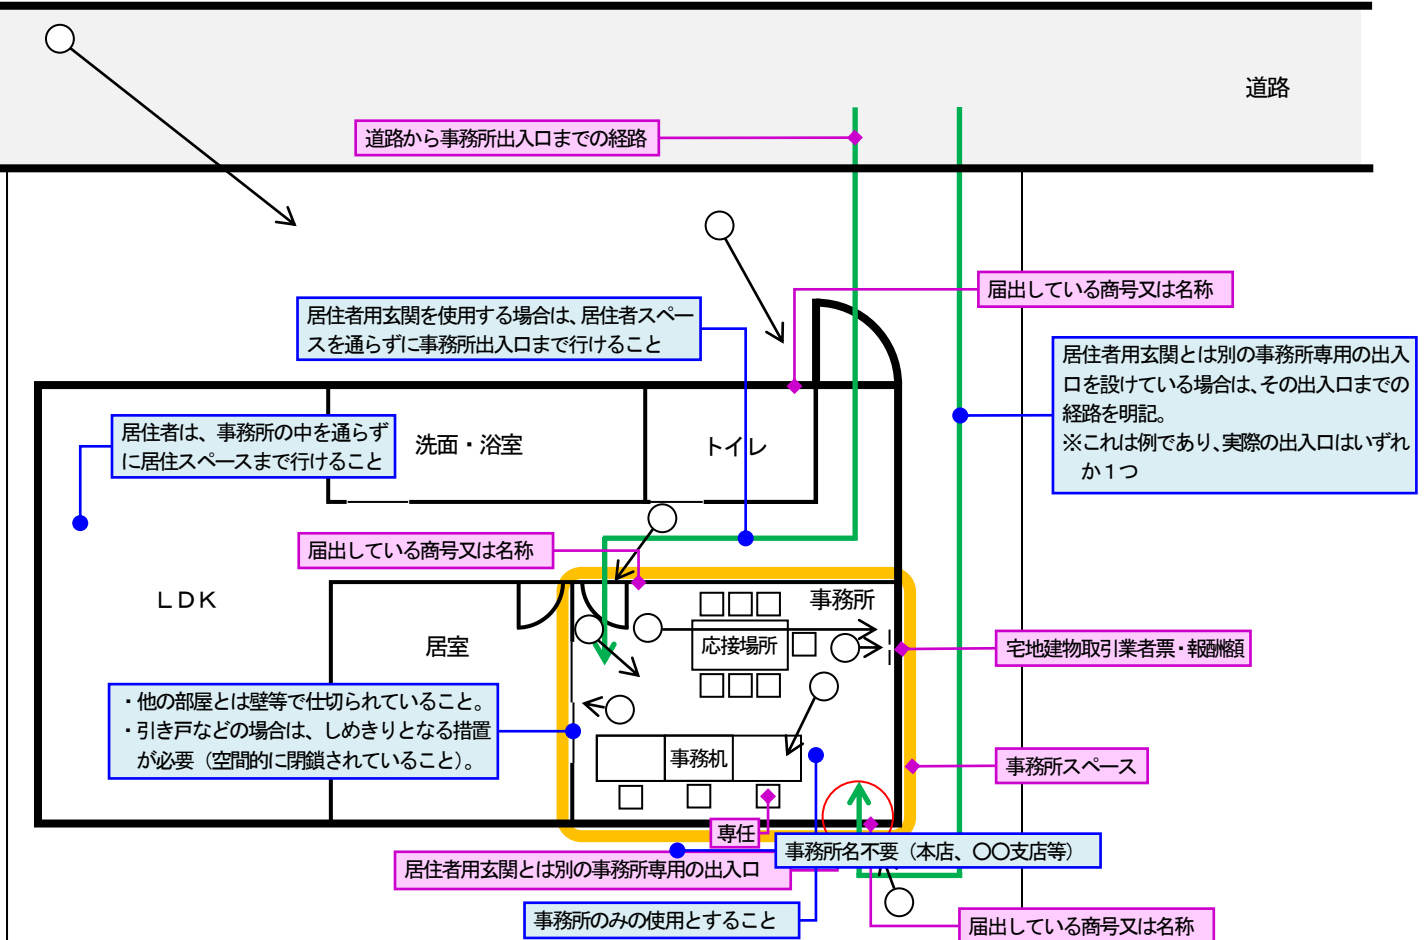 道路
道路から事務所出入口までの経路
届出している商号又は名称
居住者用玄関を使用する場合は、居住者スペー
スを通らずに事務所出入口まで行けること
居住者用玄関とは別の事務所専用の出入
口を設けている場合は、その出入口までの
経路を明記。
※これは例であり、実際の出入口はいずれ
か１つ
居住者は、事務所の中を通らず
に居住スペースまで行けること
洗面・浴室
トイレ
届出している商号又は名称
ＬＤＫ
居室
事務所
応接場所
宅地建物取引業者票・報酬額
・他の部屋とは壁等で仕切られていること。
・引き戸などの場合は、しめきりとなる措置
が必要（空間的に閉鎖されていること）。
事務机
事務所スペース
専任
事務所名不要（本店、〇〇支店等）
居住者用玄関とは別の事務所専用の出入口
事務所のみの使用とすること
届出している商号又は名称